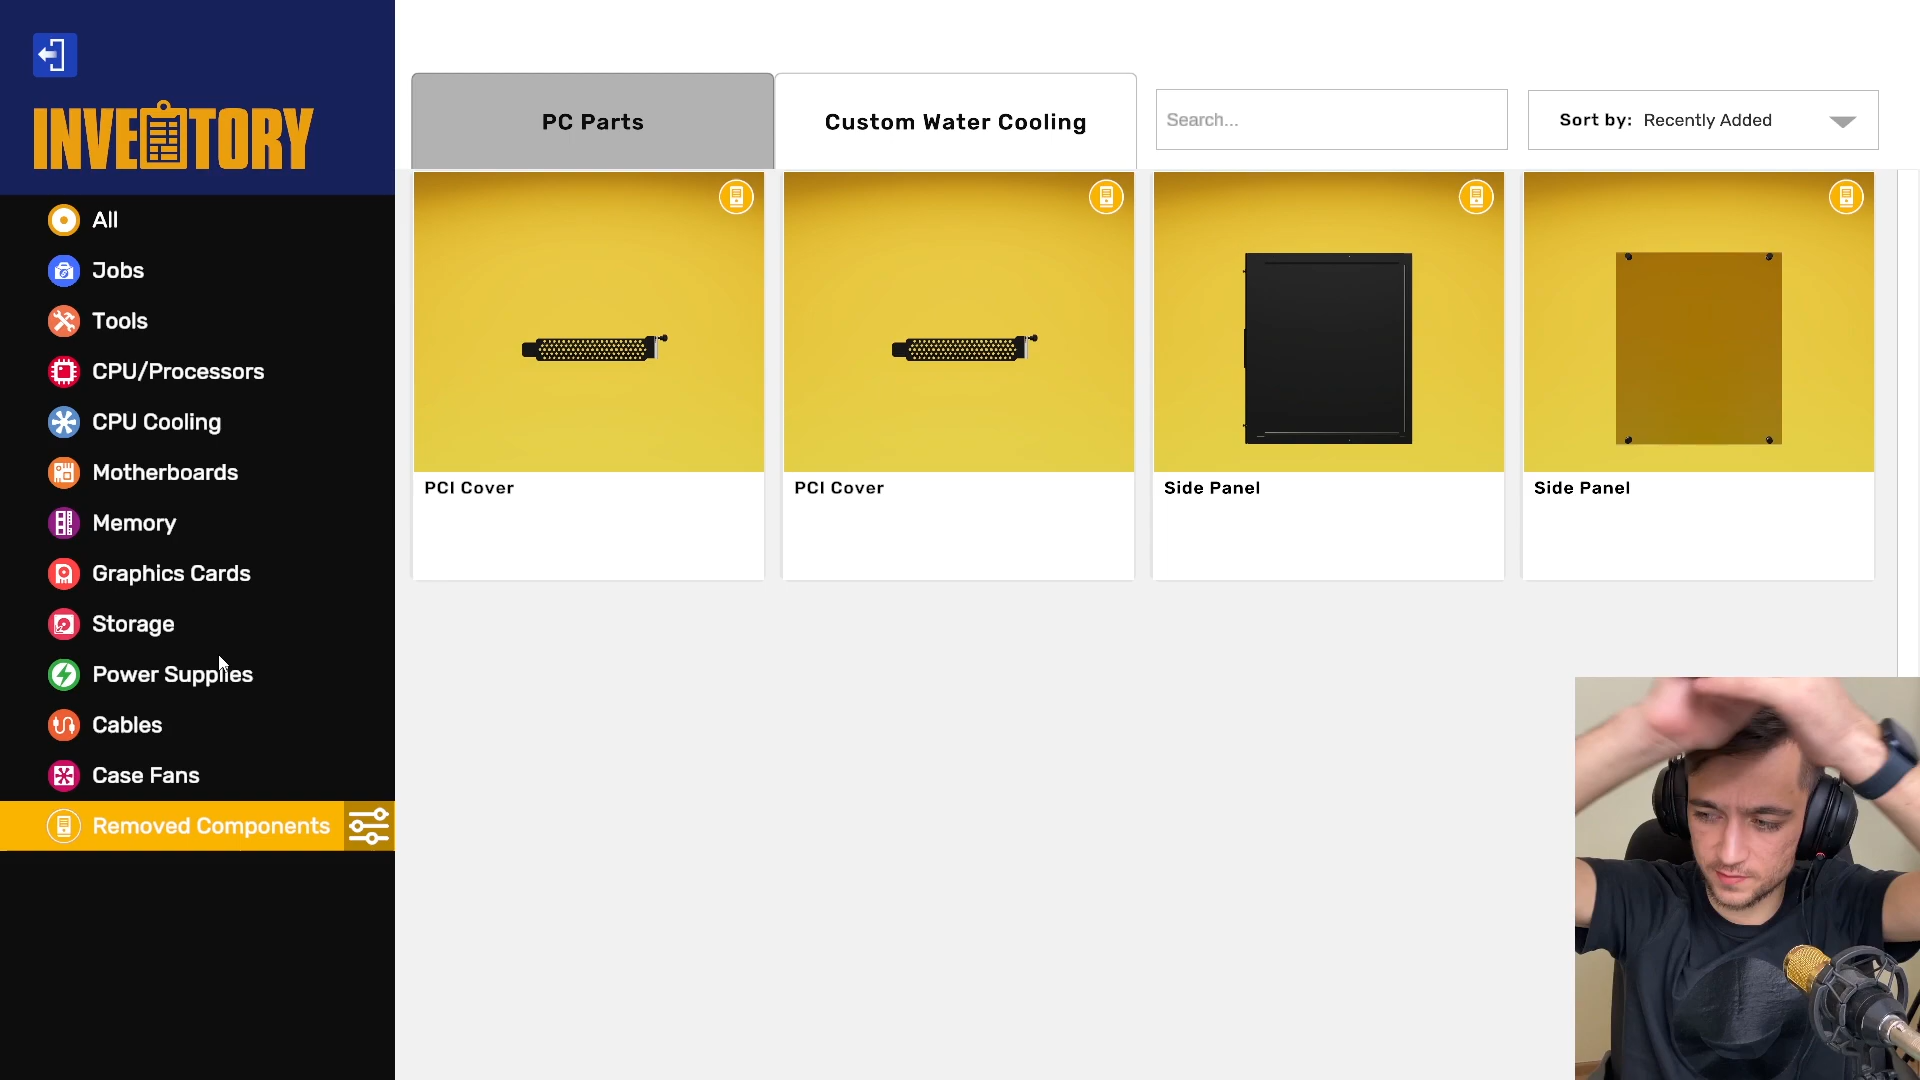 INVENTORY
All
Jobs
Tools
CPU/Processors
CPU Cooling
Motherboards
Memory
Graphics Cards
Storage
Power Supplies
Cables
Case Fans
Removed Components
PC Parts
Custom Water Cooling
Search...
Sort by: Recently Added
PCI Cover
PCI Cover
Side Panel
Side Panel